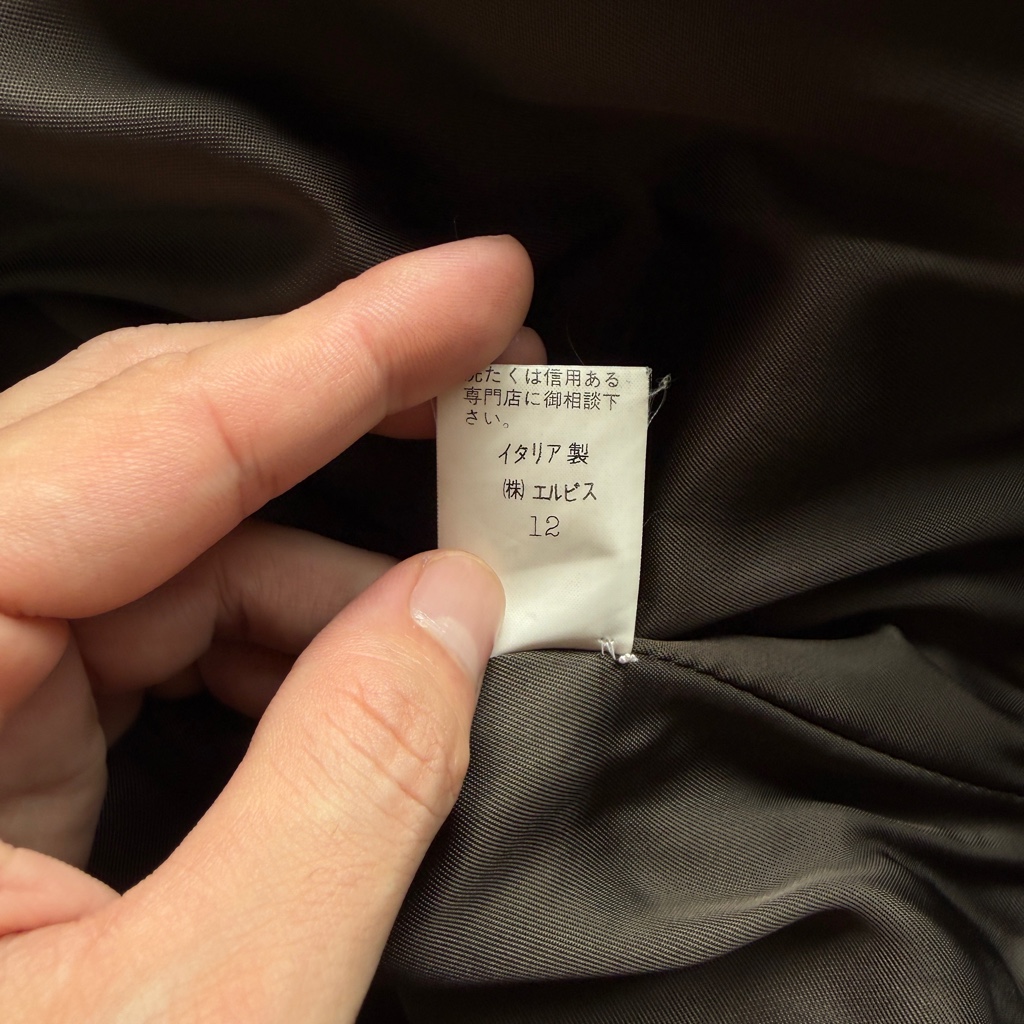 洗たくは信用ある
専門店に御相談下
さい。
イタリア製
㈱エルビス
12